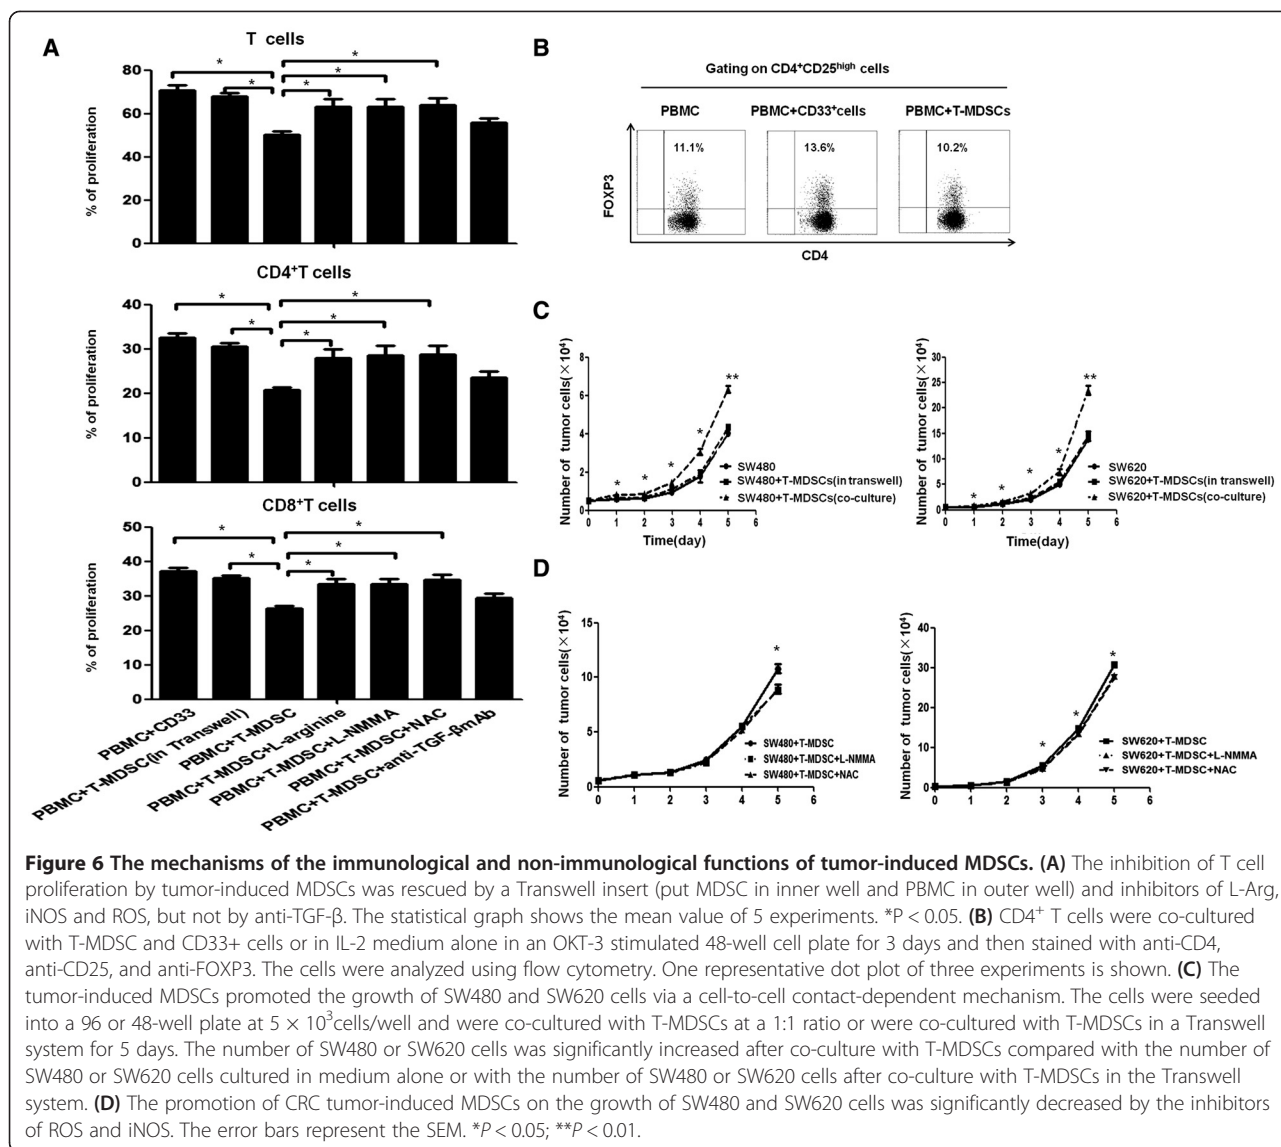 A
T cells
% of proliferation
80
60
40
20
0
* * * * *
CD4+T cells
% of proliferation
40
30
20
10
0
* * * * *
CD8+T cells
% of proliferation
50
40
30
20
10
0
* * * * *
PBMC+CD33
PBMC+T-MDSC(in Transwell)
PBMC+T-MDSC
PBMC+T-MDSC+L-arginine
PBMC+T-MDSC+L-NMMA
PBMC+T-MDSC+NAC
PBMC+T-MDSC+anti-TGF-βmAb
B
Gating on CD4+CD25high cells
PBMC PBMC+CD33+cells PBMC+T-MDSCs
11.1% 13.6% 10.2%
FOXP3
CD4
C
Number of tumor cells(×10⁴)
8
6
4
2
0
* * * * **
SW480
SW480+T-MDSCs(in transwell)
SW480+T-MDSCs(co-culture)
0 1 2 3 4 5 6
Time(day)
Number of tumor cells(×10⁴)
30
25
20
15
10
5
0
* * * * **
SW620
SW620+T-MDSCs(in transwell)
SW620+T-MDSCs(co-culture)
0 1 2 3 4 5 6
Time(day)
D
Number of tumor cells(×10⁴)
15
10
5
0
*
SW480+T-MDSC
SW480+T-MDSC+L-NMMA
SW480+T-MDSC+NAC
0 1 2 3 4 5 6
Number of tumor cells(×10⁴)
40
30
20
10
0
* * *
SW620+T-MDSC
SW620+T-MDSC+L-NMMA
SW620+T-MDSC+NAC
0 1 2 3 4 5 6
Figure 6 The mechanisms of the immunological and non-immunological functions of tumor-induced MDSCs. (A) The inhibition of T cell
proliferation by tumor-induced MDSCs was rescued by a Transwell insert (put MDSC in inner well and PBMC in outer well) and inhibitors of L-Arg,
iNOS and ROS, but not by anti-TGF-β. The statistical graph shows the mean value of 5 experiments. *P < 0.05. (B) CD4+ T cells were co-cultured
with T-MDSC and CD33+ cells or in IL-2 medium alone in an OKT-3 stimulated 48-well cell plate for 3 days and then stained with anti-CD4,
anti-CD25, and anti-FOXP3. The cells were analyzed using flow cytometry. One representative dot plot of three experiments is shown. (C) The
tumor-induced MDSCs promoted the growth of SW480 and SW620 cells via a cell-to-cell contact-dependent mechanism. The cells were seeded
into a 96 or 48-well plate at 5 × 10³cells/well and were co-cultured with T-MDSCs at a 1:1 ratio or were co-cultured with T-MDSCs in a Transwell
system for 5 days. The number of SW480 or SW620 cells was significantly increased after co-culture with T-MDSCs compared with the number of
SW480 or SW620 cells cultured in medium alone or with the number of SW480 or SW620 cells after co-culture with T-MDSCs in the Transwell
system. (D) The promotion of CRC tumor-induced MDSCs on the growth of SW480 and SW620 cells was significantly decreased by the inhibitors
of ROS and iNOS. The error bars represent the SEM. *P < 0.05; **P < 0.01.